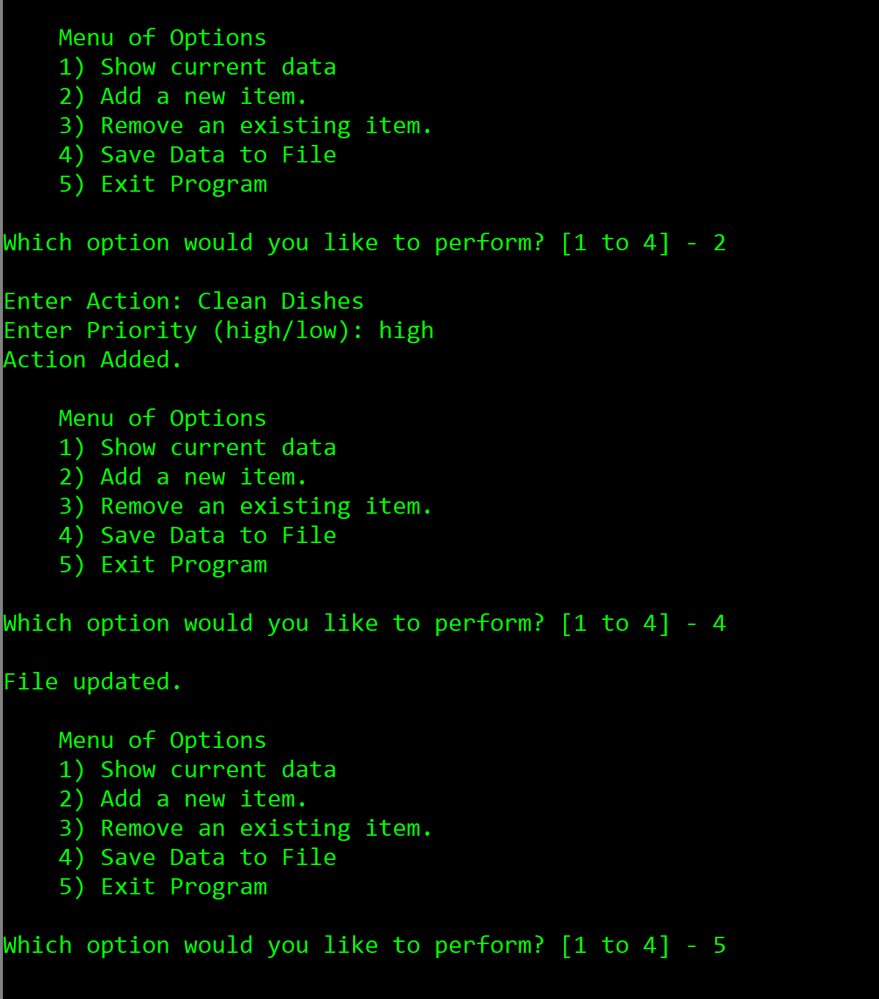 Menu of Options
1) Show current data
2) Add a new item.
3) Remove an existing item.
4) Save Data to File
5) Exit Program
Which option would you like to perform? [1 to 4] - 2
Enter Action: Clean Dishes
Enter Priority (high/low): high
Action Added.
Menu of Options
1) Show current data
2) Add a new item.
3) Remove an existing item.
4) Save Data to File
5) Exit Program
Which option would you like to perform? [1 to 4] - 4
File updated.
Menu of Options
1) Show current data
2) Add a new item.
3) Remove an existing item.
4) Save Data to File
5) Exit Program
Which option would you like to perform? [1 to 4] - 5